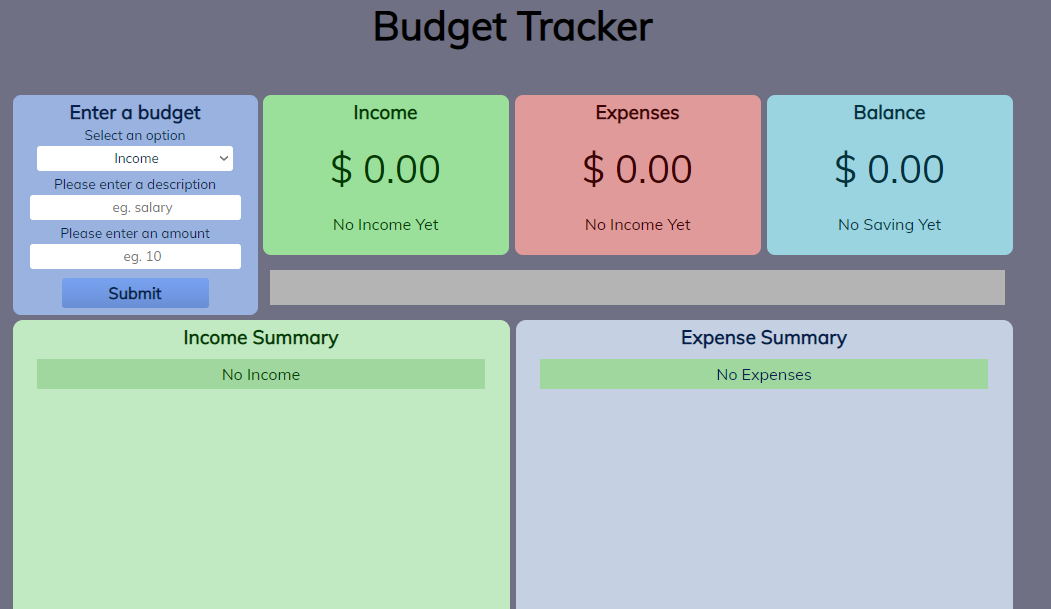 Budget Tracker
Enter a budget
Select an option
Income
Please enter a description
eg. salary
Please enter an amount
eg. 10
Submit
Income
$ 0.00
No Income Yet
Expenses
$ 0.00
No Income Yet
Balance
$ 0.00
No Saving Yet
Income Summary
No Income
Expense Summary
No Expenses